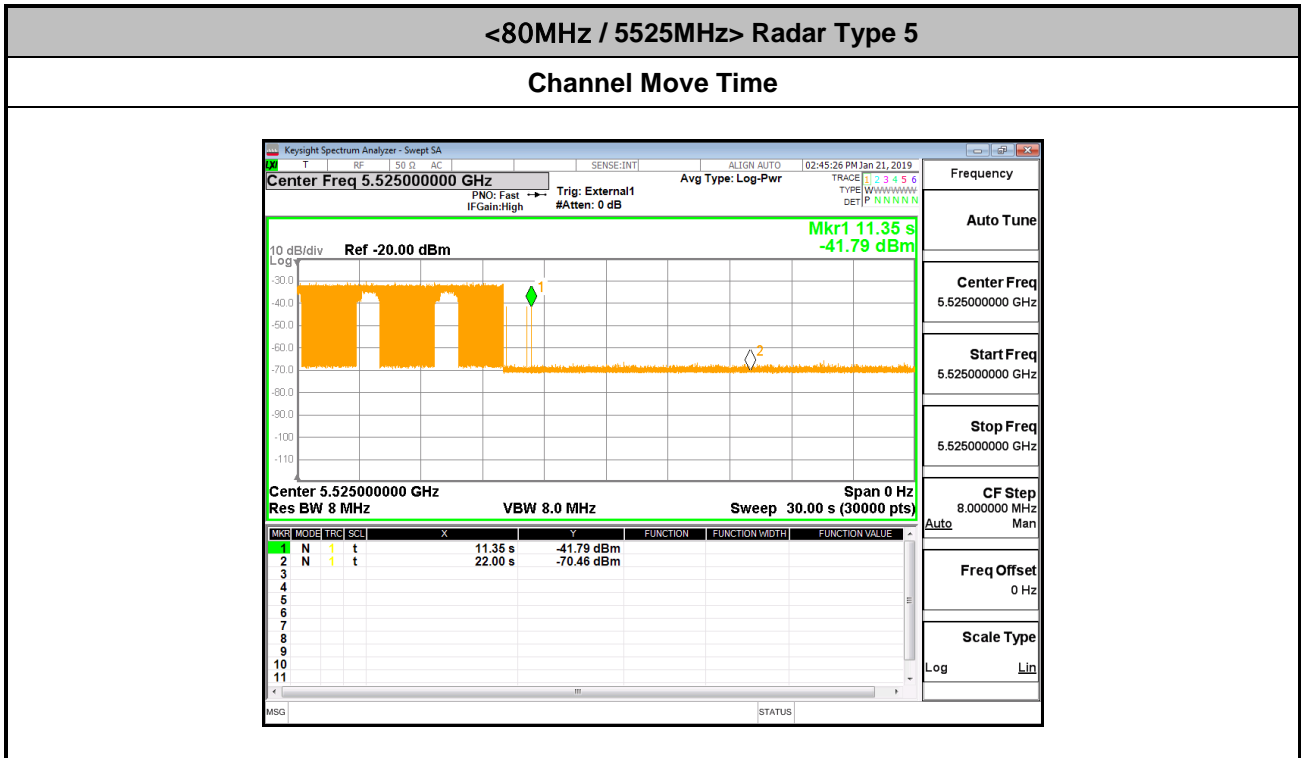 <80MHz / 5525MHz> Radar Type 5
Channel Move Time
Keysight Spectrum Analyzer - Swept SA
LXI T RF 50 Ω AC SENSE:INT ALIGN AUTO 02:45:26 PM Jan 21, 2019
Center Freq 5.525000000 GHz
PNO: Fast
IFGain:High
Trig: External1
#Atten: 0 dB
Avg Type: Log-Pwr
TRACE 1 2 3 4 5 6
TYPE WWWWWW
DET P N N N N N
Mkr1 11.35 s
-41.79 dBm
10 dB/div Ref -20.00 dBm
Log
-30.0
-40.0
-50.0
-60.0
-70.0
-80.0
-90.0
-100
-110
1
2
Center 5.525000000 GHz Span 0 Hz
Res BW 8 MHz VBW 8.0 MHz Sweep 30.00 s (30000 pts)
MKR MODE TRC SCL X Y FUNCTION FUNCTION WIDTH FUNCTION VALUE
1 N 1 t 11.35 s -41.79 dBm
2 N 1 t 22.00 s -70.46 dBm
3
4
5
6
7
8
9
10
11
MSG STATUS
Frequency
Auto Tune
Center Freq
5.525000000 GHz
Start Freq
5.525000000 GHz
Stop Freq
5.525000000 GHz
CF Step
8.000000 MHz
Auto Man
Freq Offset
0 Hz
Scale Type
Log Lin